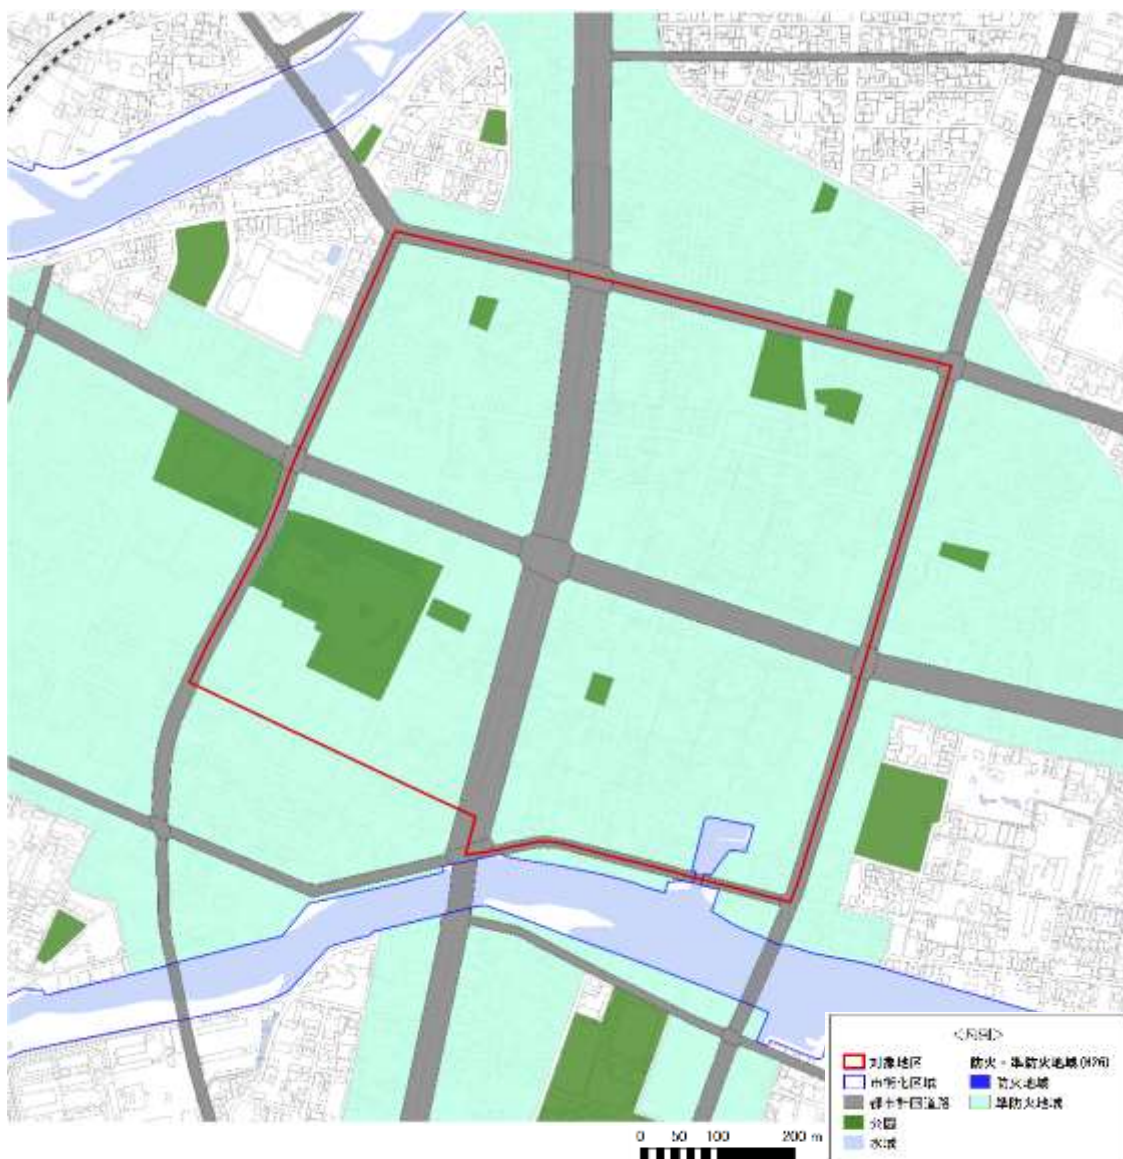 <凡例>
対象地区
市街化区域
都市計画道路
公園
水域
防火・準防火地域(H26)
防火地域
準防火地域
0 50 100 200 m